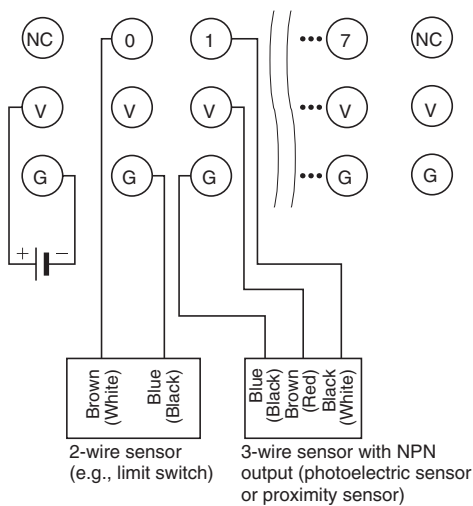 NC 0 1 ••• 7 NC
V V V ••• V V
G G G ••• G G
+ −
Brown
(White)
Blue
(Black)
Blue
(Black)
Brown
(Red)
Black
(White)
2-wire sensor
(e.g., limit switch)
3-wire sensor with NPN
output (photoelectric sensor
or proximity sensor)